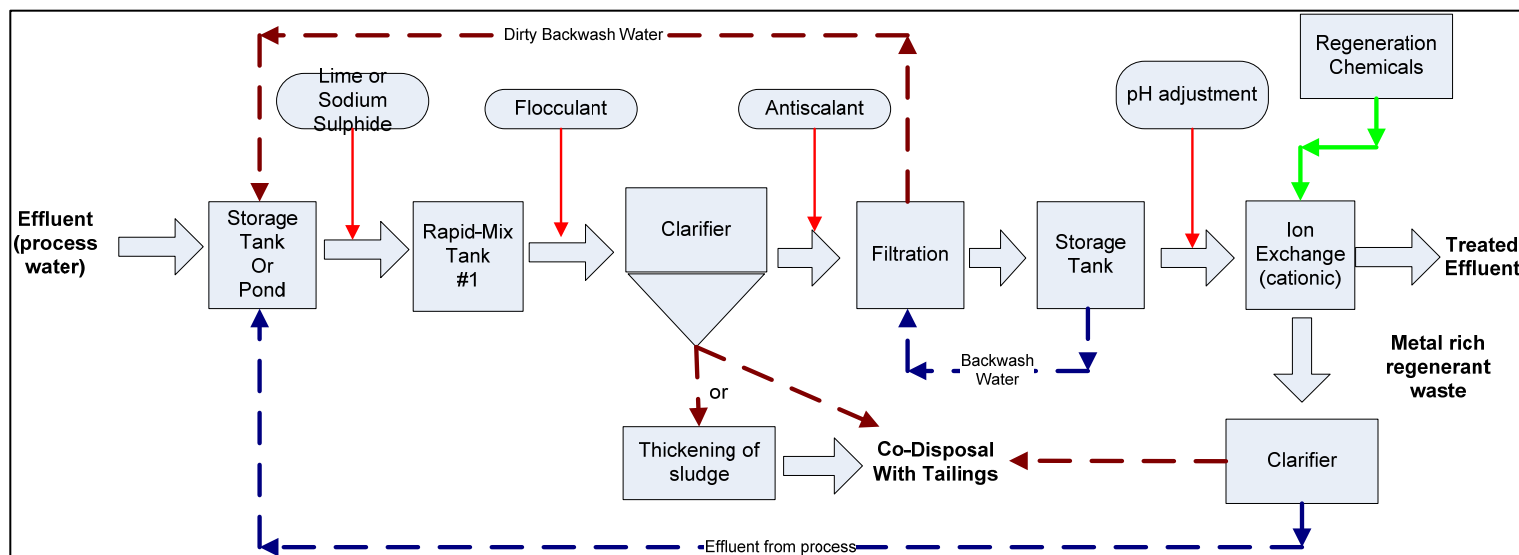 Dirty Backwash Water
Regeneration
Chemicals
Lime or
Sodium
Sulphide
Flocculant
Antiscalant
pH adjustment
Effluent
(process
water)
Storage
Tank
Or
Pond
Rapid-Mix
Tank
#1
Clarifier
Filtration
Storage
Tank
Ion
Exchange
(cationic)
Treated
Effluent
Backwash
Water
Metal rich
regenerant
waste
or
Thickening of
sludge
Co-Disposal
With Tailings
Clarifier
Effluent from process